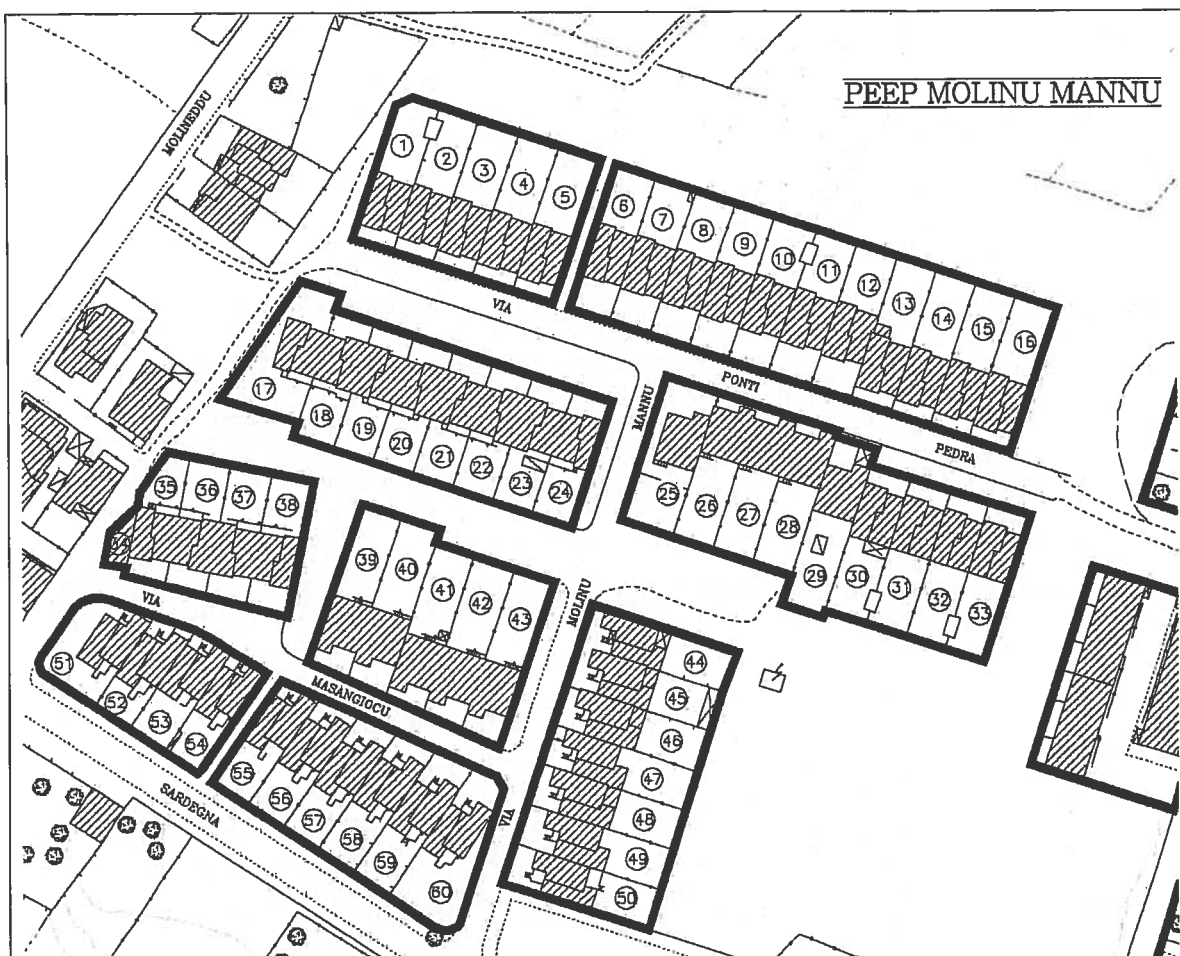 PEEP MOLINU MANNU
MOLINEDDU
1 2 3 4 5
6 7 8 9 10 11 12 13 14 15 16
VIA PONTI PEDRA
17 18 19 20 21 22 23 24
MANNU
25 26 27 28 29 30 31 32 33
35 36 37 38
39 40 41 42 43
MOLINU
VIA
44
45
46
47
48
49
50
VIA MASANGIOCU
51 52 53 54
55 56 57 58 59 60
SARDEGNA